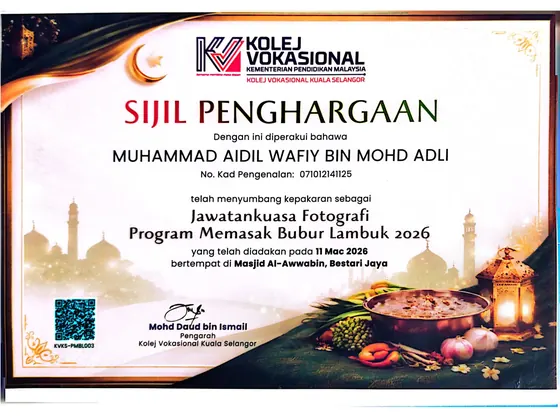 KOLEJ
VOKASIONAL
KEMENTERIAN PENDIDIKAN MALAYSIA
KOLEJ VOKASIONAL KUALA SELANGOR
SIJIL PENGHARGAAN
Dengan ini diperakui bahawa
MUHAMMAD AIDIL WAFIY BIN MOHD ADLI
No. Kad Pengenalan: 071012141125
telah menyumbang kepakaran sebagai
Jawatankuasa Fotografi
Program Memasak Bubur Lambuk 2026
yang telah diadakan pada 11 Mac 2026
bertempat di Masjid Al-Awwabin, Bestari Jaya
Mohd Daud bin Ismail
Pengarah
Kolej Vokasional Kuala Selangor
KVKS-PMBL003